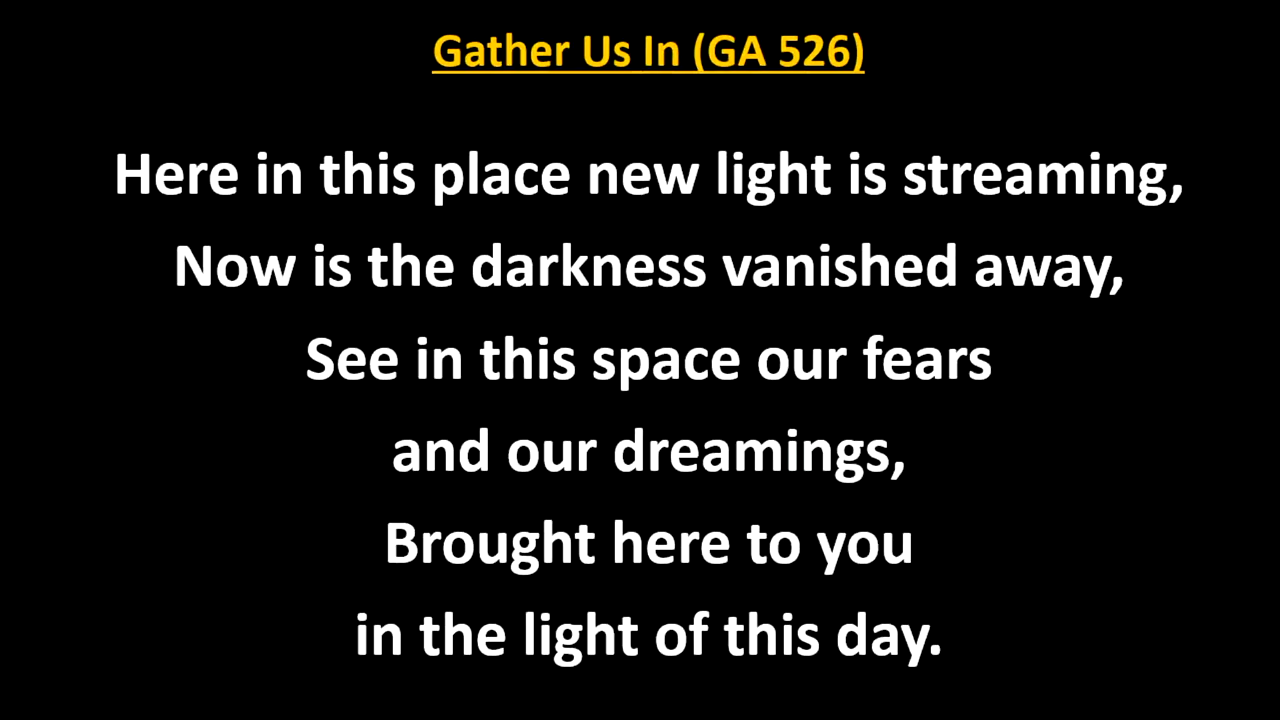 Gather Us In (GA 526)
Here in this place new light is streaming,
Now is the darkness vanished away,
See in this space our fears
and our dreamings,
Brought here to you
in the light of this day.